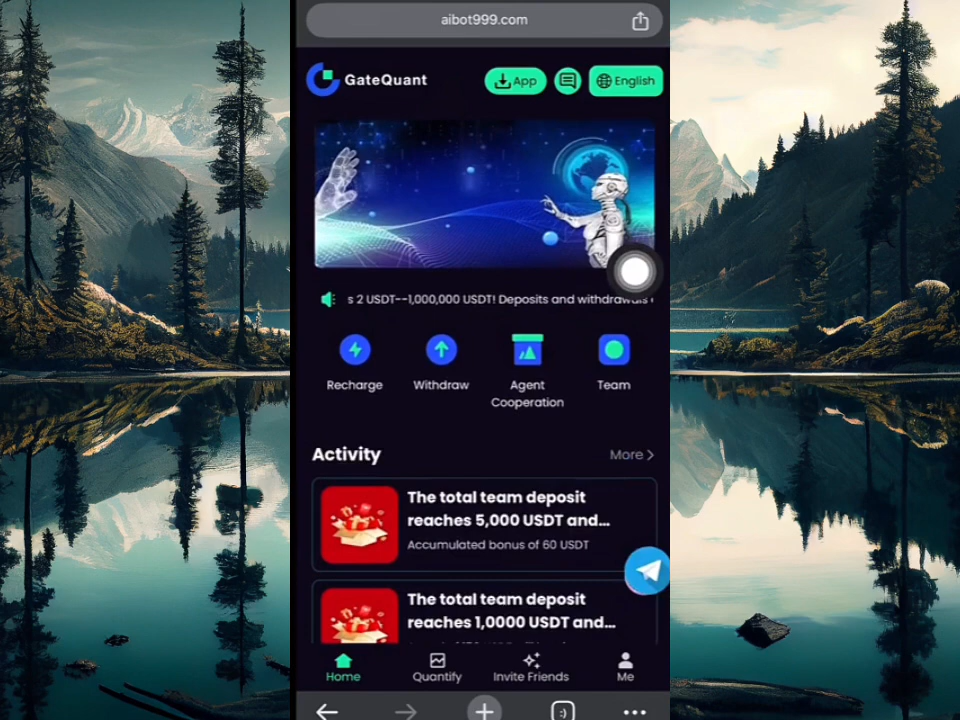 aibot999.com
GateQuant
App
English
s 2 USDT--1,000,000 USDT! Deposits and withdrawals
Recharge
Withdraw
Agent
Cooperation
Team
Activity
More
The total team deposit
reaches 5,000 USDT and...
Accumulated bonus of 60 USDT
The total team deposit
reaches 1,0000 USDT and...
Home
Quantify
Invite Friends
Me